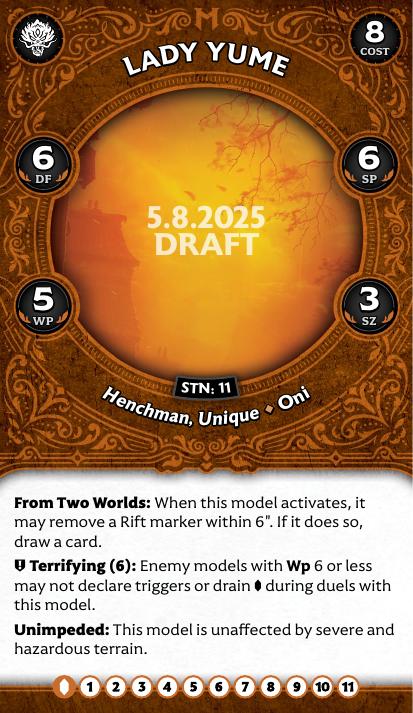 LADY YUME
8
COST
6
DF
6
SP
5.8.2025
DRAFT
5
WP
3
SZ
STN: 11
Henchman, Unique ♦ Oni
From Two Worlds: When this model activates, it
may remove a Rift marker within 6". If it does so,
draw a card.
Terrifying (6): Enemy models with Wp 6 or less
may not declare triggers or drain during duels with
this model.
Unimpeded: This model is unaffected by severe and
hazardous terrain.
1 2 3 4 5 6 7 8 9 10 11